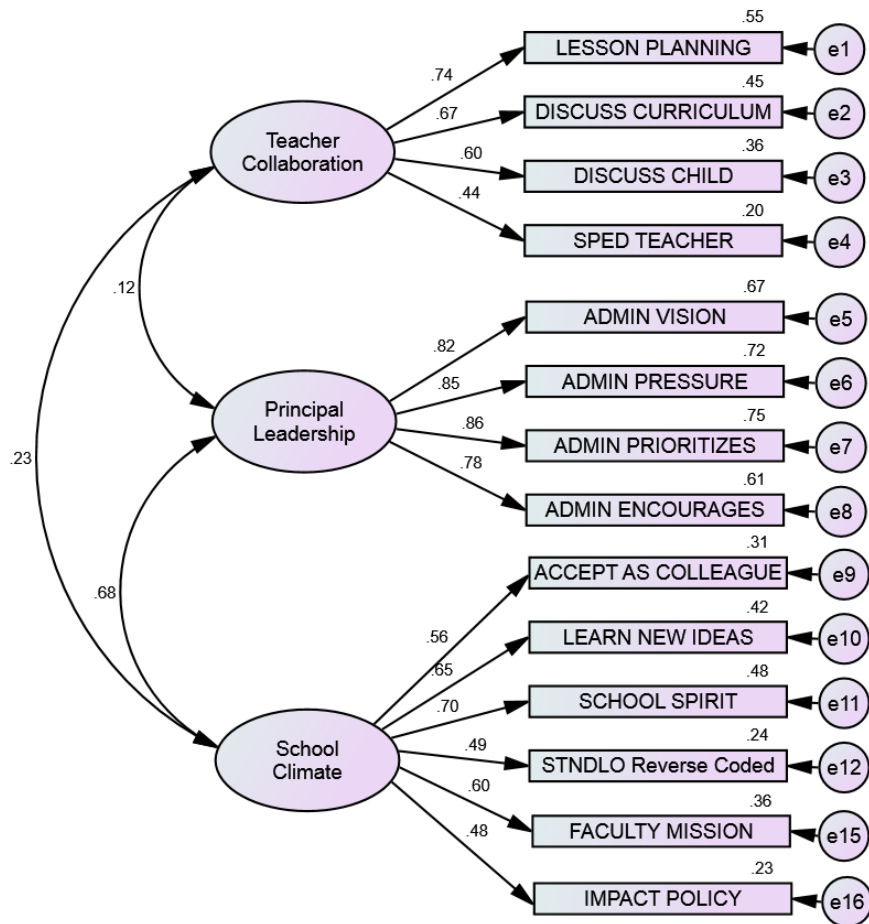 .55
LESSON PLANNING
e1
.74
.45
DISCUSS CURRICULUM
e2
.67
Teacher
Collaboration
.36
DISCUSS CHILD
e3
.60
.20
SPED TEACHER
e4
.44
.12
.67
ADMIN VISION
e5
.82
.72
ADMIN PRESSURE
e6
.85
Principal
Leadership
.75
ADMIN PRIORITIZES
e7
.86
.61
ADMIN ENCOURAGES
e8
.78
.23
.68
.31
ACCEPT AS COLLEAGUE
e9
.56
.42
LEARN NEW IDEAS
e10
.65
.48
SCHOOL SPIRIT
e11
.70
School
Climate
.24
STNDLO Reverse Coded
e12
.49
.36
FACULTY MISSION
e15
.60
.23
IMPACT POLICY
e16
.48